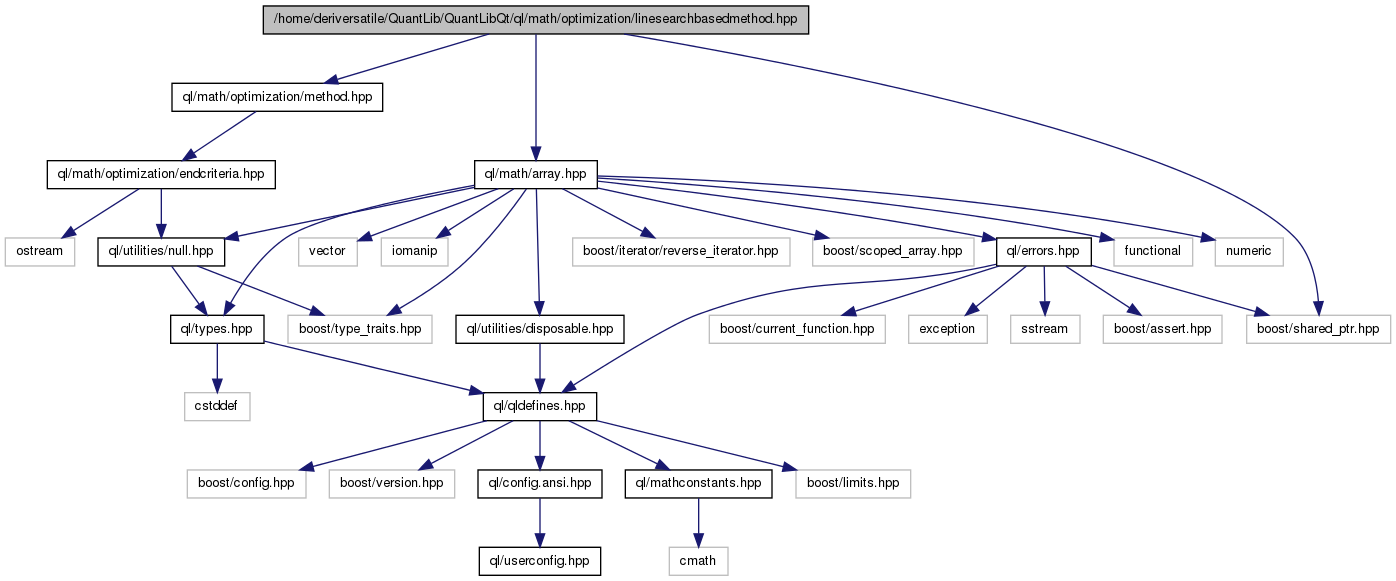 /home/deriversatile/QuantLib/QuantLibQt/ql/math/optimization/linesearchbasedmethod.hpp
ql/math/optimization/method.hpp
ql/math/optimization/endcriteria.hpp
ql/math/array.hpp
ostream
ql/utilities/null.hpp
vector
iomanip
boost/iterator/reverse_iterator.hpp
boost/scoped_array.hpp
ql/errors.hpp
functional
numeric
ql/types.hpp
boost/type_traits.hpp
ql/utilities/disposable.hpp
boost/current_function.hpp
exception
sstream
boost/assert.hpp
boost/shared_ptr.hpp
cstddef
ql/qldefines.hpp
boost/config.hpp
boost/version.hpp
ql/config.ansi.hpp
ql/mathconstants.hpp
boost/limits.hpp
ql/userconfig.hpp
cmath